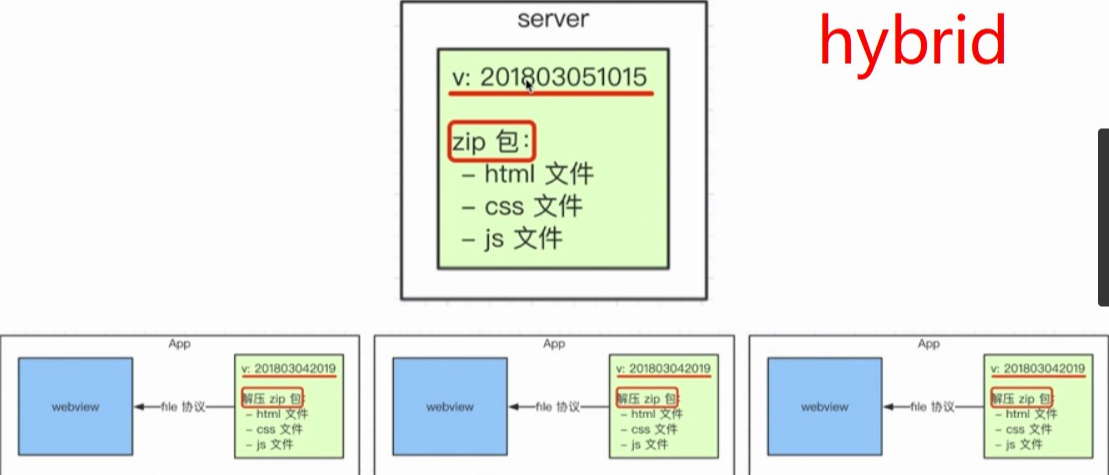 server
hybrid
v: 201803051015
zip 包:
– html 文件
– css 文件
– js 文件
App
webview
file 协议
v: 201803042019
解压 zip 包:
– html 文件
– css 文件
– js 文件
App
webview
file 协议
v: 201803042019
解压 zip 包:
– html 文件
– css 文件
– js 文件
App
webview
file 协议
v: 201803042019
解压 zip 包:
– html 文件
– css 文件
– js 文件